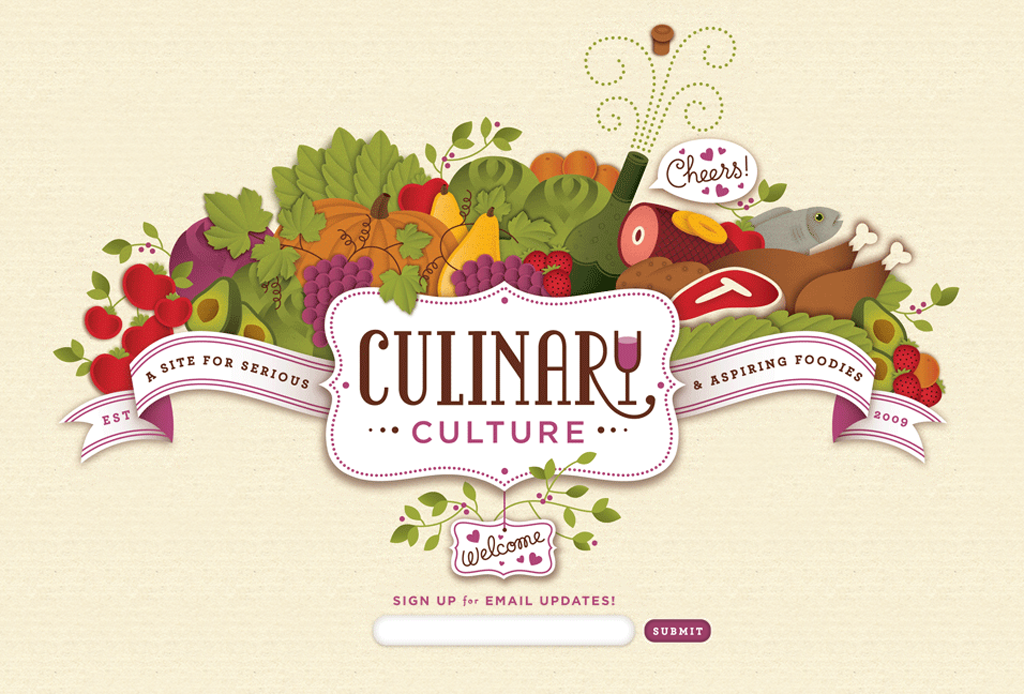 Cheers!
A SITE FOR SERIOUS
& ASPIRING FOODIES
EST
2009
CULINARY
CULTURE
Welcome
SIGN UP for EMAIL UPDATES!
SUBMIT